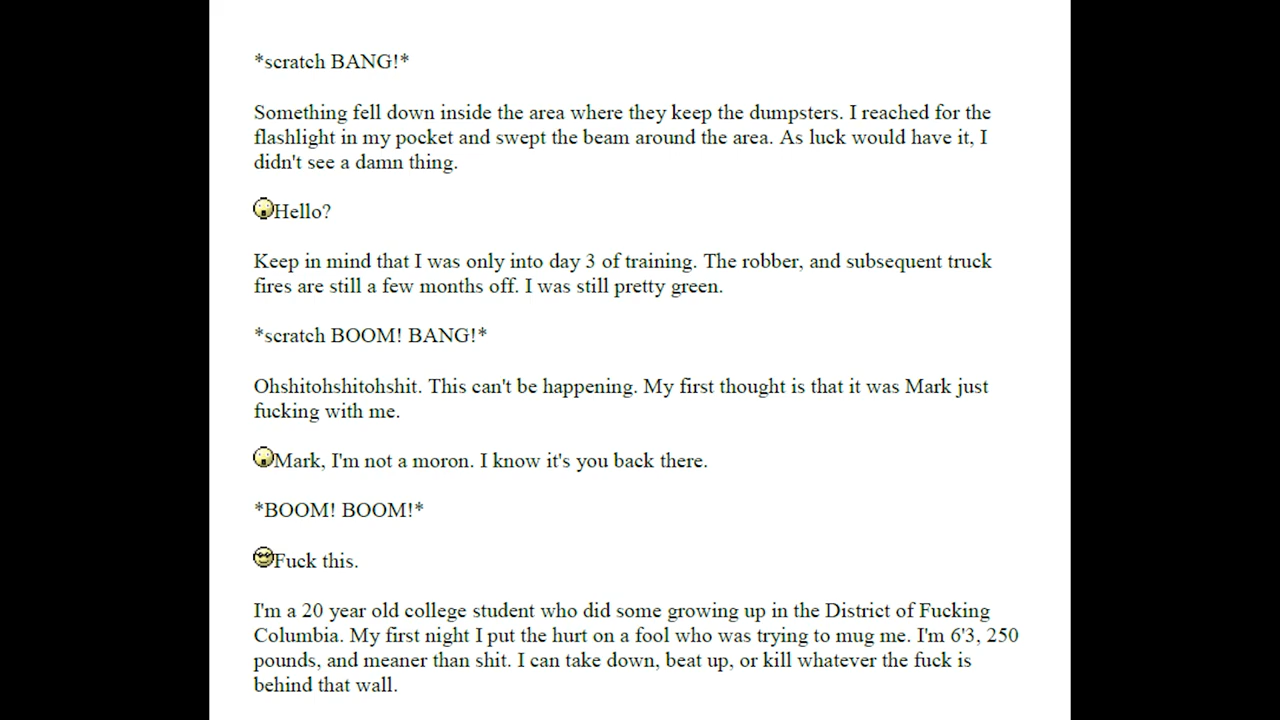 *scratch BANG!*
Something fell down inside the area where they keep the dumpsters. I reached for the
flashlight in my pocket and swept the beam around the area. As luck would have it, I
didn't see a damn thing.
Hello?
Keep in mind that I was only into day 3 of training. The robber, and subsequent truck
fires are still a few months off. I was still pretty green.
*scratch BOOM! BANG!*
Ohshitohshitohshit. This can't be happening. My first thought is that it was Mark just
fucking with me.
Mark, I'm not a moron. I know it's you back there.
*BOOM! BOOM!*
Fuck this.
I'm a 20 year old college student who did some growing up in the District of Fucking
Columbia. My first night I put the hurt on a fool who was trying to mug me. I'm 6'3, 250
pounds, and meaner than shit. I can take down, beat up, or kill whatever the fuck is
behind that wall.